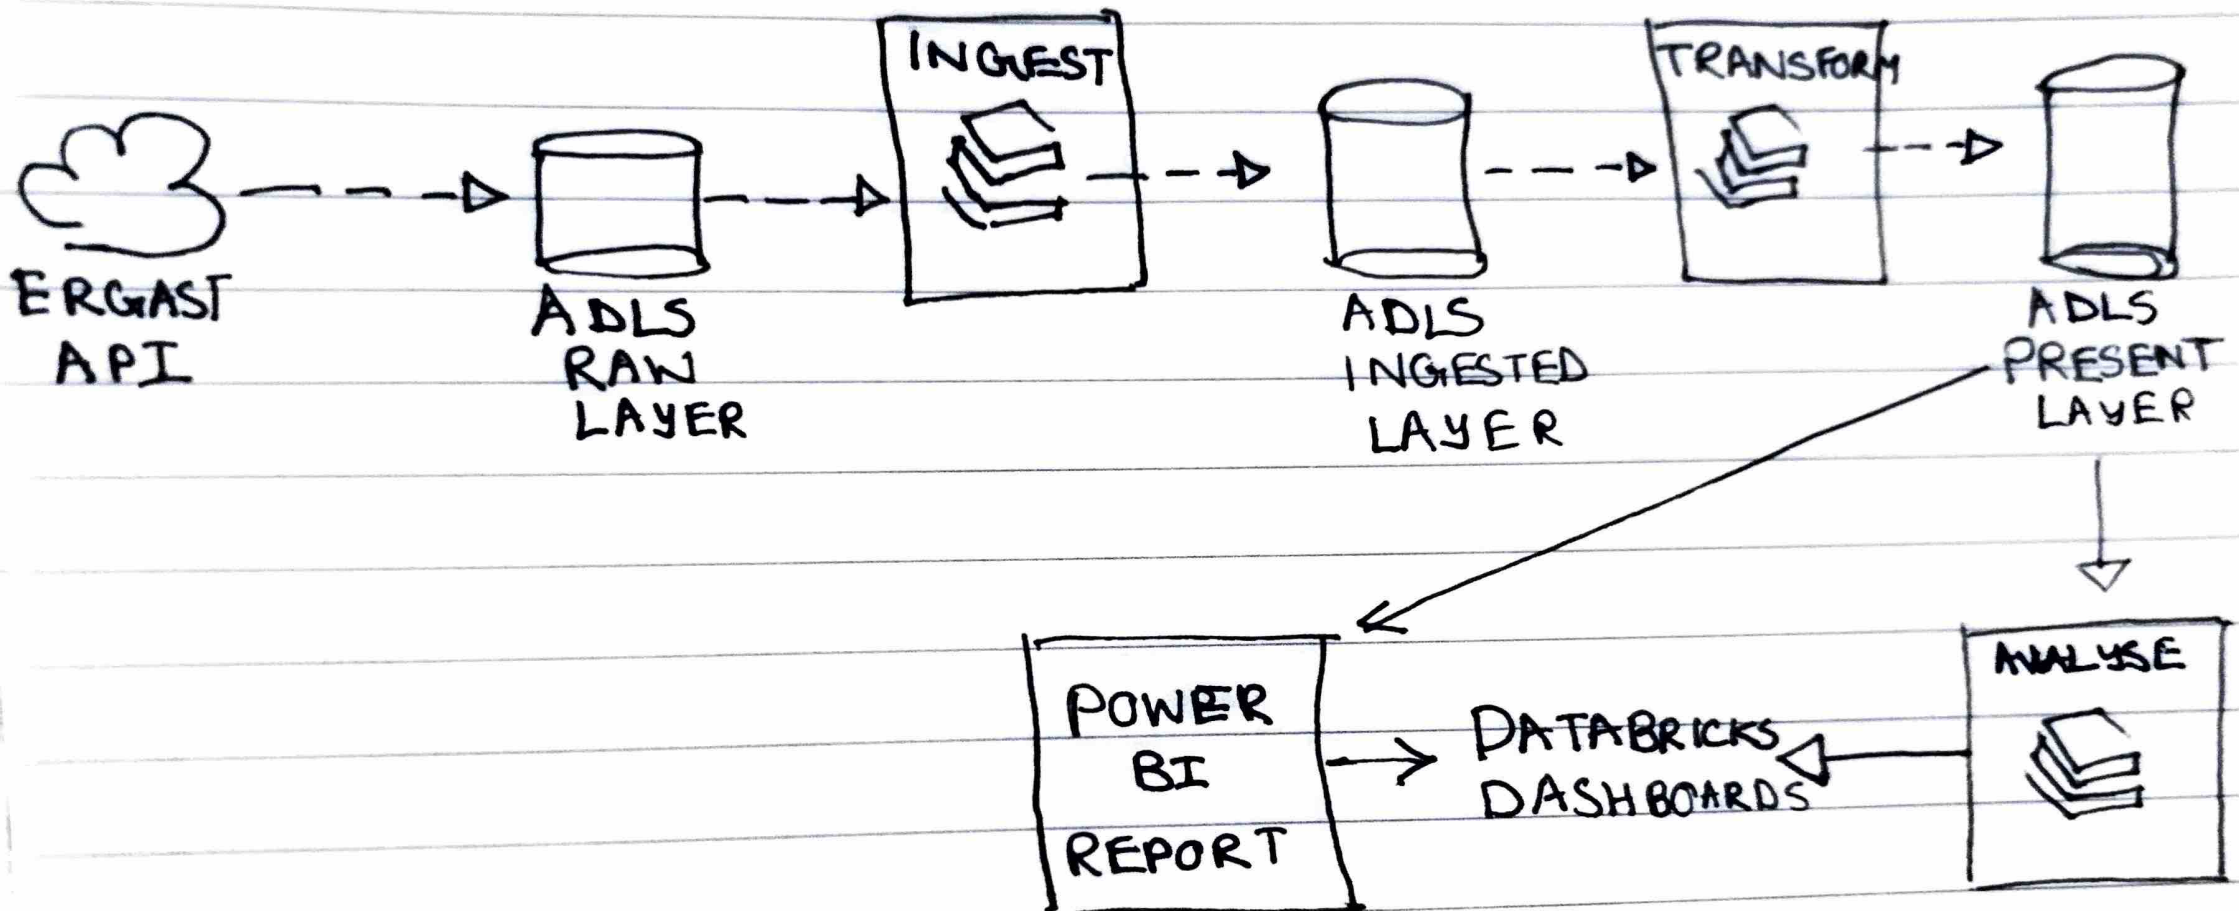 INGEST
TRANSFORM
ERGAST
API
ADLS
RAW
LAYER
ADLS
INGESTED
LAYER
ADLS
PRESENT
LAYER
POWER
BI
REPORT
DATABRICKS
DASHBOARDS
ANALYSE